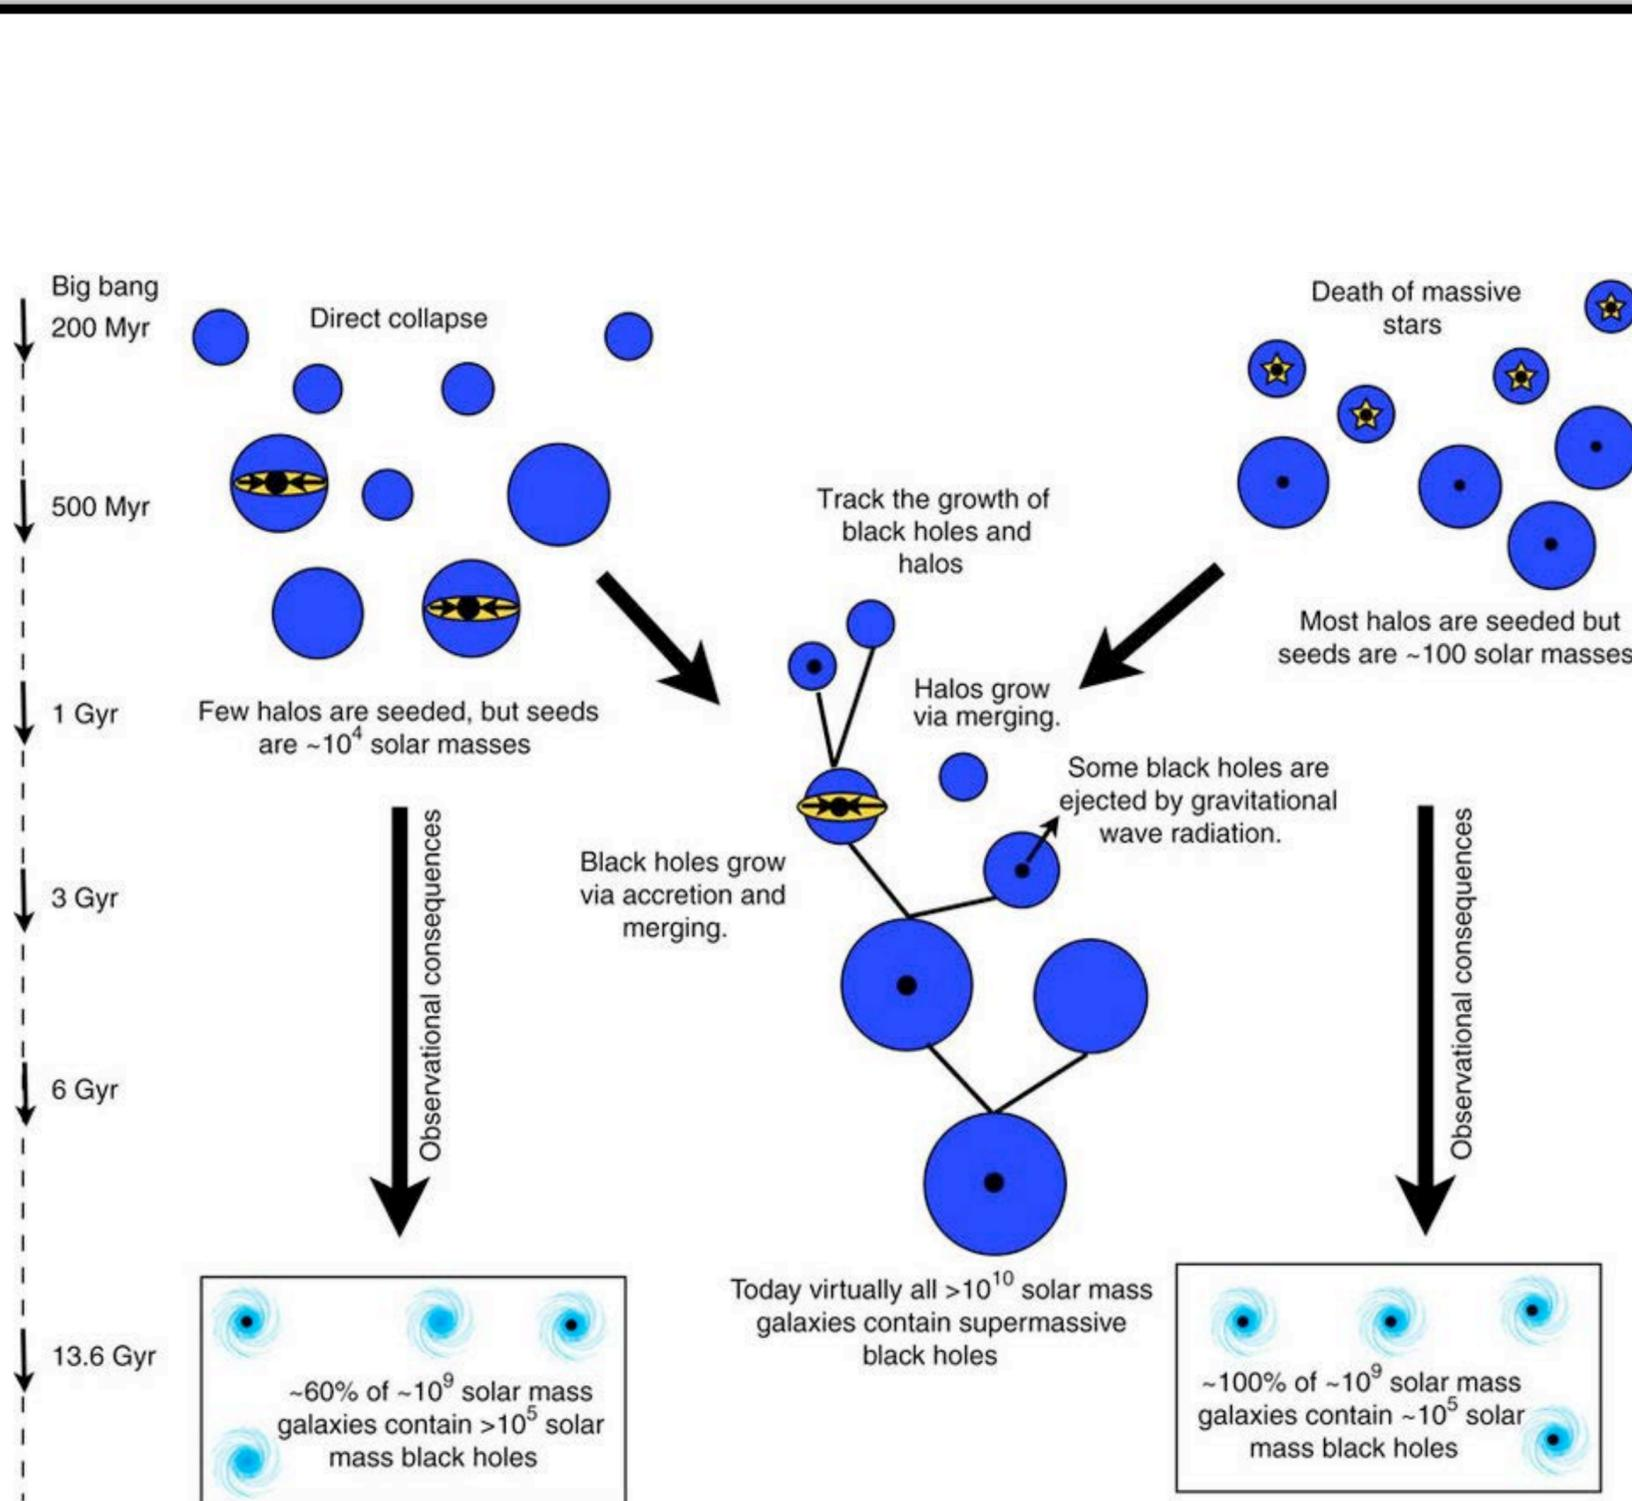 Big bang
200 Myr
500 Myr
1 Gyr
3 Gyr
6 Gyr
13.6 Gyr
Direct collapse
Few halos are seeded, but seeds
are ~10⁴ solar masses
Observational consequences
~60% of ~10⁹ solar mass
galaxies contain >10⁵ solar
mass black holes
Track the growth of
black holes and
halos
Halos grow
via merging.
Some black holes are
ejected by gravitational
wave radiation.
Black holes grow
via accretion and
merging.
Today virtually all >10¹⁰ solar mass
galaxies contain supermassive
black holes
Death of massive
stars
Most halos are seeded but
seeds are ~100 solar masses
Observational consequences
~100% of ~10⁹ solar mass
galaxies contain ~10⁵ solar
mass black holes